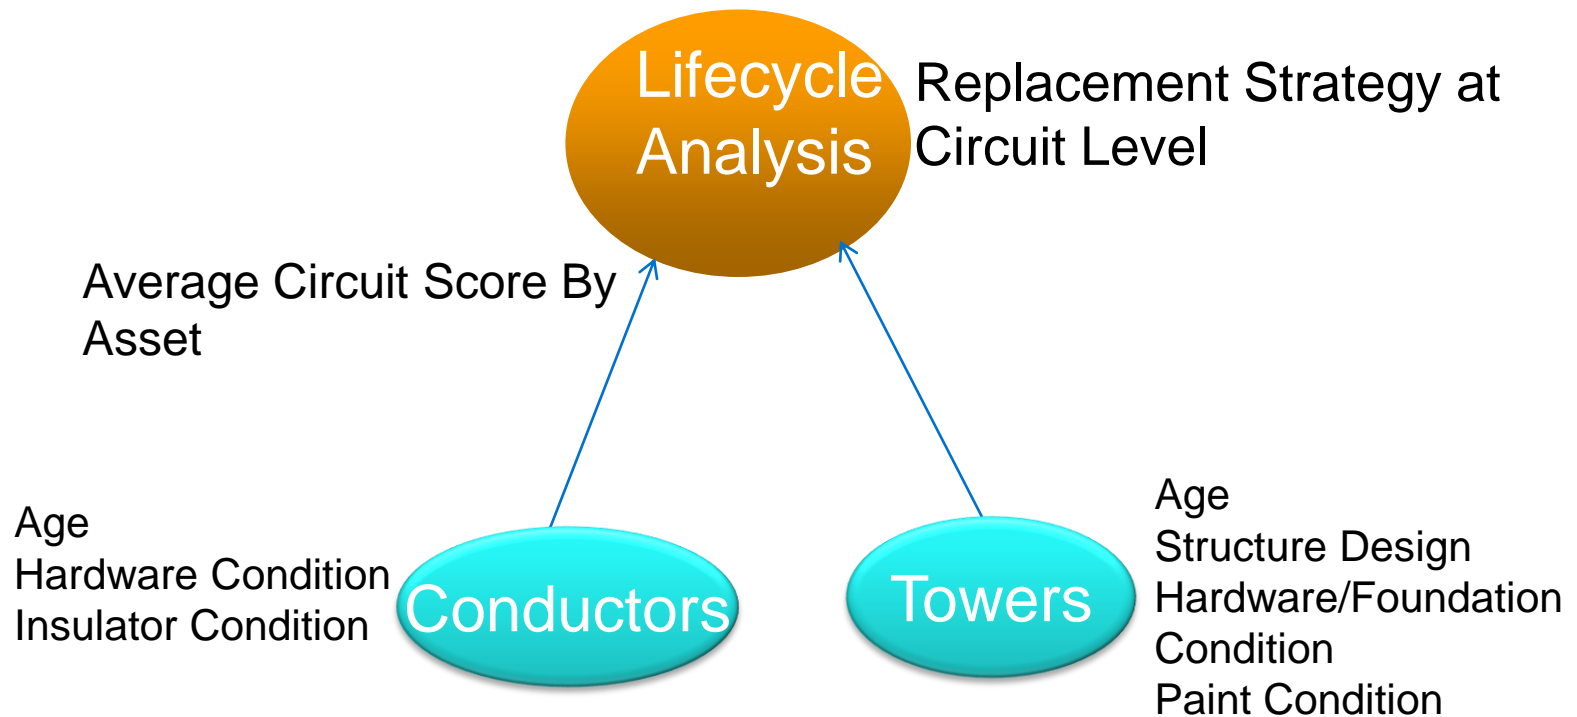 Lifecycle
Analysis
Replacement Strategy at
Circuit Level
Average Circuit Score By
Asset
Age
Hardware Condition
Insulator Condition
Conductors
Towers
Age
Structure Design
Hardware/Foundation
Condition
Paint Condition